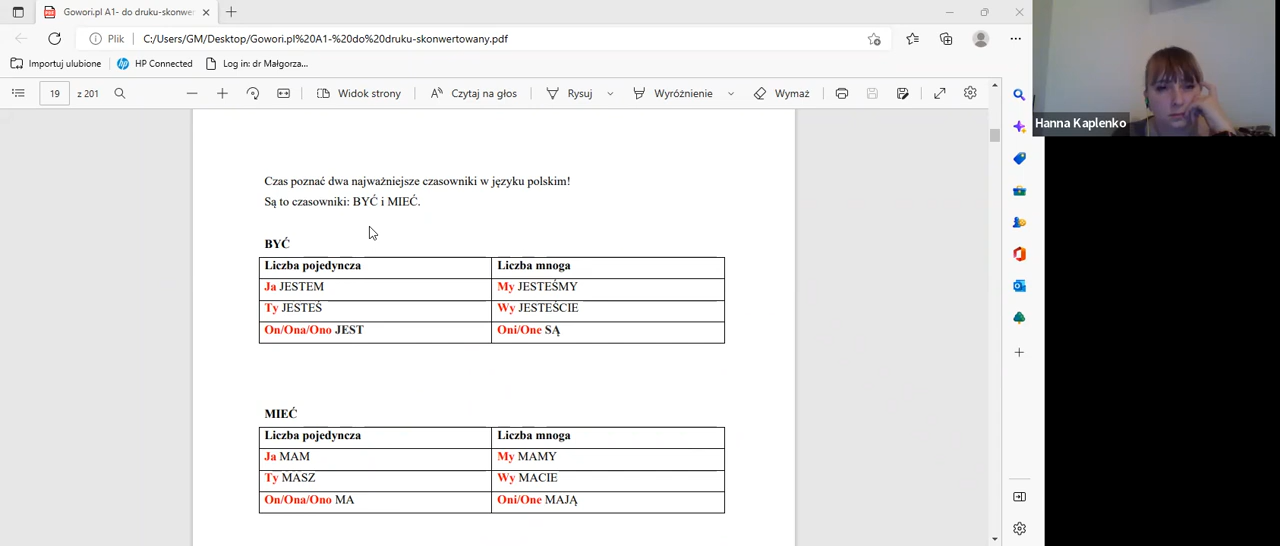 Gowori.pl A1- do druku-skonwer
Plik
C:/Users/GM/Desktop/Gowori.pl%20A1-%20do%20druku-skonwertowany.pdf
Importuj ulubione
HP Connected
Log in: dr Małgorza...
19 z 201
Widok strony
Czytaj na głos
Rysuj
Wyróżnienie
Wymaż
Hanna Kaplenko
Czas poznać dwa najważniejsze czasowniki w języku polskim!
Są to czasowniki: BYĆ i MIEĆ.
BYĆ
Liczba pojedyncza Liczba mnoga
Ja JESTEM My JESTEŚMY
Ty JESTEŚ Wy JESTEŚCIE
On/Ona/Ono JEST Oni/One SĄ
MIEĆ
Liczba pojedyncza Liczba mnoga
Ja MAM My MAMY
Ty MASZ Wy MACIE
On/Ona/Ono MA Oni/One MAJĄ